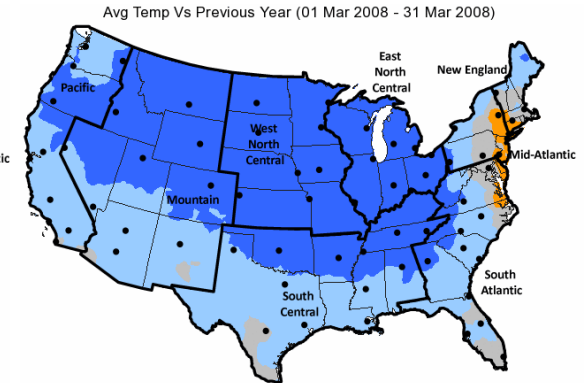 Avg Temp Vs Previous Year (01 Mar 2008 - 31 Mar 2008)
East
North
Central
New England
Pacific
West
North
Central
ic
Mid-Atlantic
Mountain
South
Atlantic
South
Central